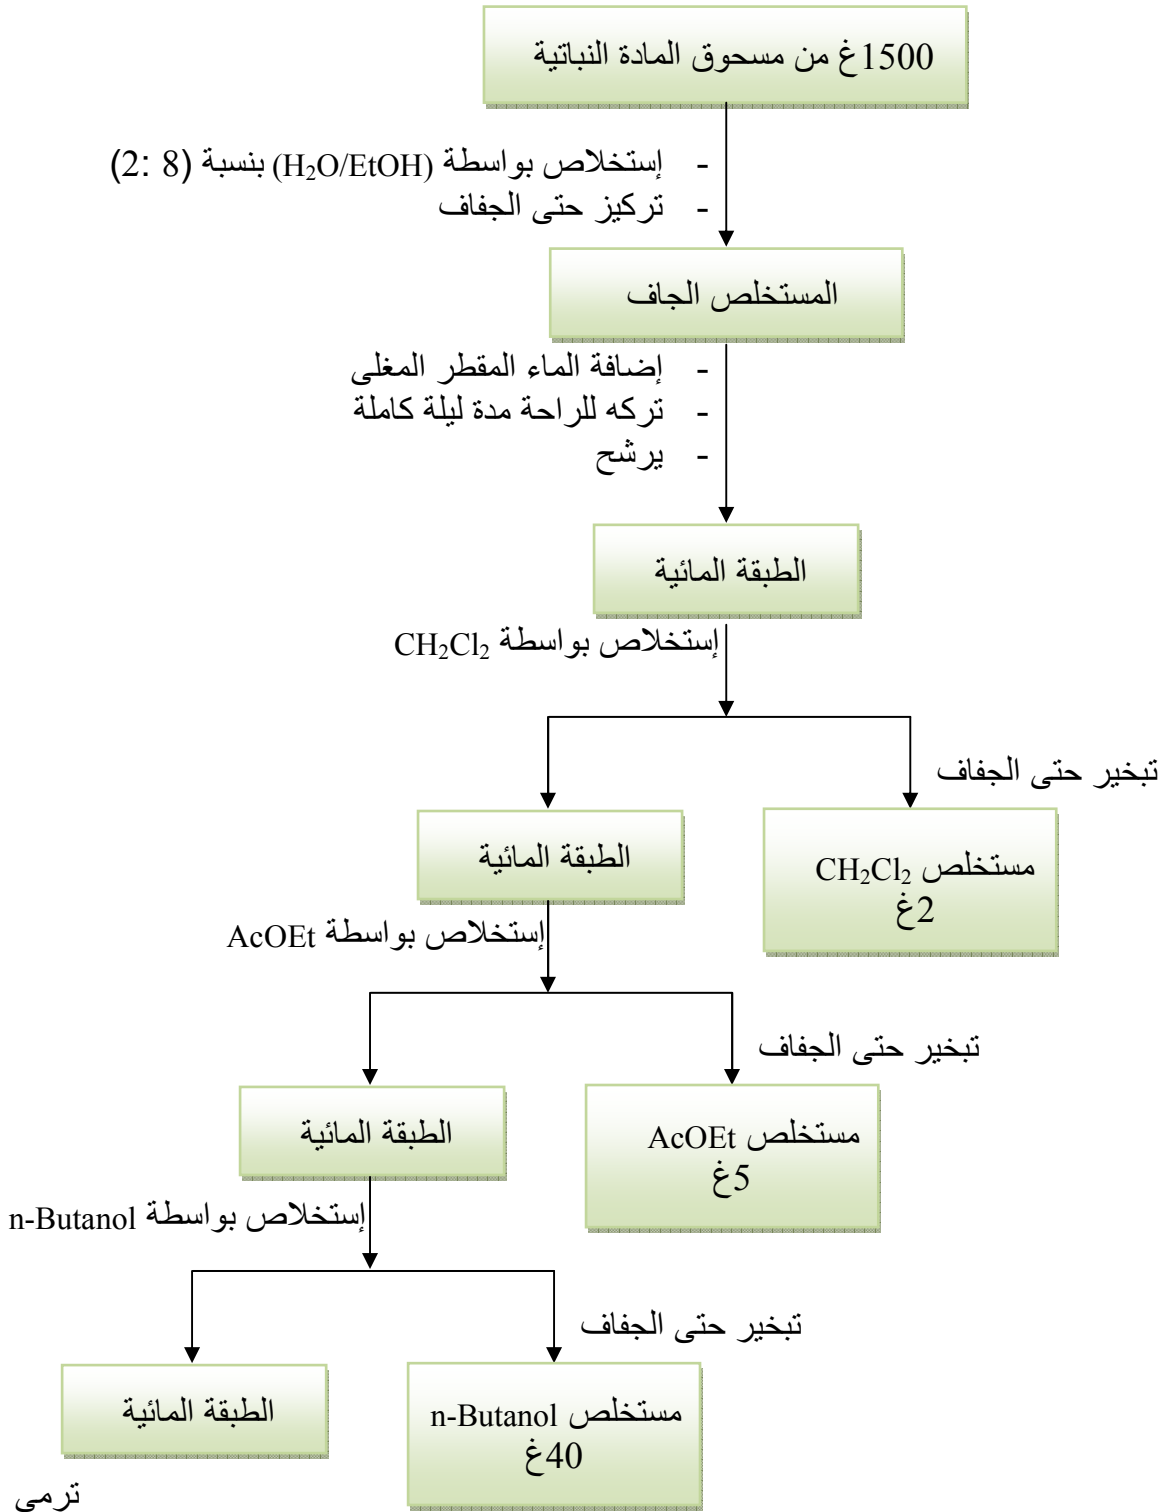 1500غ من مسحوق المادة النباتية
- إستخلاص بواسطة (H₂O/EtOH) بنسبة (8 :2)
- تركيز حتى الجفاف
المستخلص الجاف
- إضافة الماء المقطر المغلى
- تركه للراحة مدة ليلة كاملة
- يرشح
الطبقة المائية
إستخلاص بواسطة CH₂Cl₂
تبخير حتى الجفاف
مستخلص CH₂Cl₂
2غ
الطبقة المائية
إستخلاص بواسطة AcOEt
تبخير حتى الجفاف
مستخلص AcOEt
5غ
الطبقة المائية
إستخلاص بواسطة n-Butanol
تبخير حتى الجفاف
مستخلص n-Butanol
40غ
الطبقة المائية
ترمى